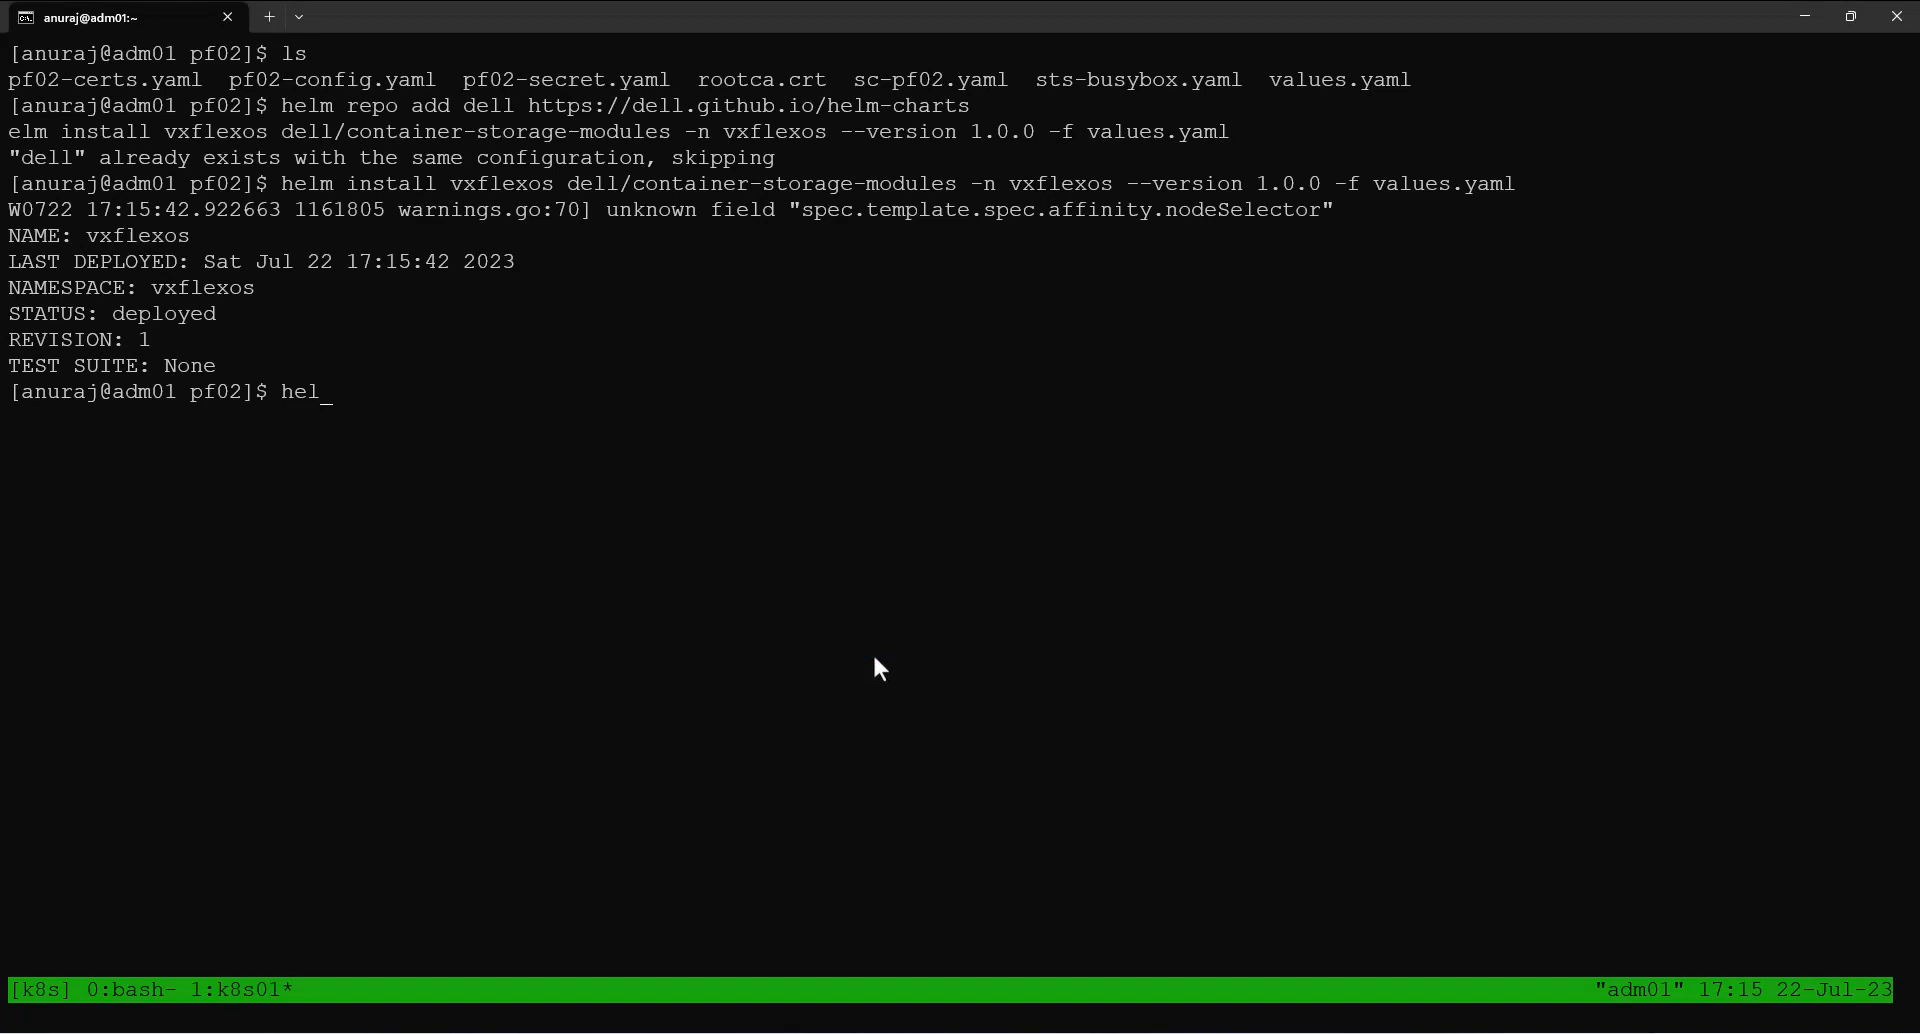 anuraj@adm01:~
[anuraj@adm01 pf02]$ ls
pf02-certs.yaml  pf02-config.yaml  pf02-secret.yaml  rootca.crt  sc-pf02.yaml  sts-busybox.yaml  values.yaml
[anuraj@adm01 pf02]$ helm repo add dell https://dell.github.io/helm-charts
elm install vxflexos dell/container-storage-modules -n vxflexos --version 1.0.0 -f values.yaml
"dell" already exists with the same configuration, skipping
[anuraj@adm01 pf02]$ helm install vxflexos dell/container-storage-modules -n vxflexos --version 1.0.0 -f values.yaml
W0722 17:15:42.922663 1161805 warnings.go:70] unknown field "spec.template.spec.affinity.nodeSelector"
NAME: vxflexos
LAST DEPLOYED: Sat Jul 22 17:15:42 2023
NAMESPACE: vxflexos
STATUS: deployed
REVISION: 1
TEST SUITE: None
[anuraj@adm01 pf02]$ hel_
[k8s] 0:bash- 1:k8s01* "adm01" 17:15 22-Jul-23